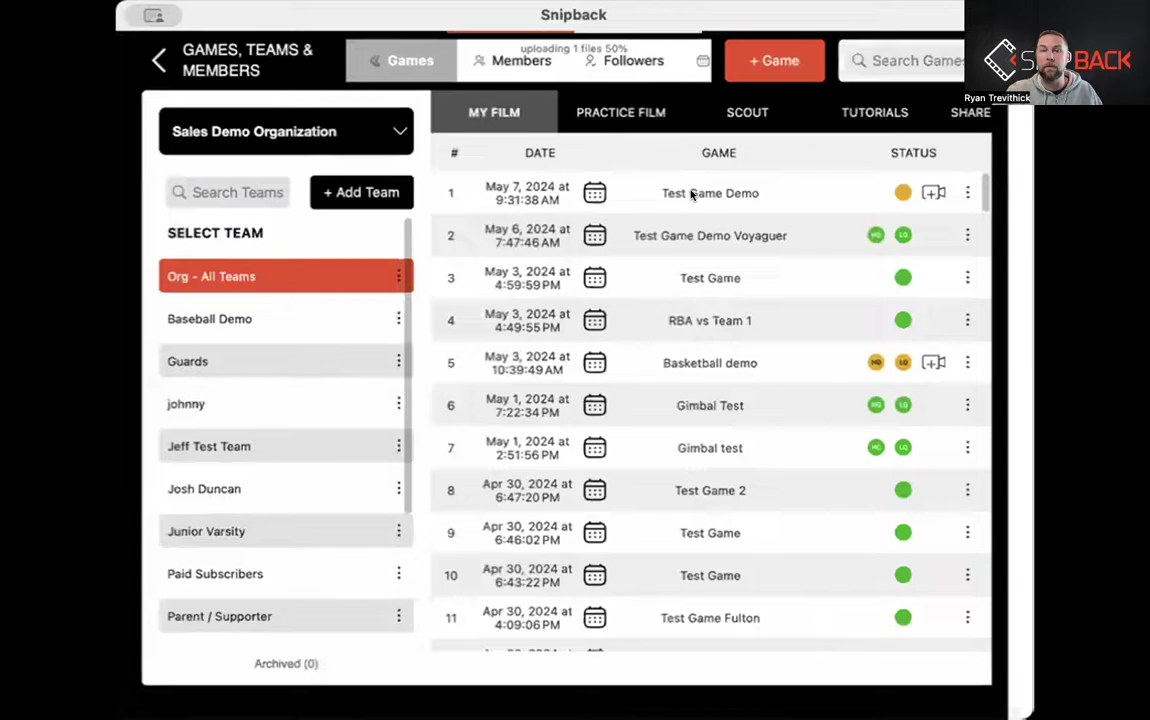 Snipback
GAMES, TEAMS &
MEMBERS
Games
uploading 1 files 50%
Members
Followers
+ Game
Search Games
BACK
Ryan Trevithick
Sales Demo Organization
Search Teams
+ Add Team
SELECT TEAM
Org - All Teams
Baseball Demo
Guards
johnny
Jeff Test Team
Josh Duncan
Junior Varsity
Paid Subscribers
Parent / Supporter
Archived (0)
MY FILM PRACTICE FILM SCOUT TUTORIALS SHARE
# DATE GAME STATUS
1 May 7, 2024 at
9:31:38 AM
Test Game Demo
2 May 6, 2024 at
7:47:46 AM
Test Game Demo Voyaguer
HQ LQ
3 May 3, 2024 at
4:59:59 PM
Test Game
4 May 3, 2024 at
4:49:55 PM
RBA vs Team 1
5 May 3, 2024 at
10:39:49 AM
Basketball demo
HQ LQ
6 May 1, 2024 at
7:22:34 PM
Gimbal Test
HQ LQ
7 May 1, 2024 at
2:51:56 PM
Gimbal test
HQ LQ
8 Apr 30, 2024 at
6:47:20 PM
Test Game 2
9 Apr 30, 2024 at
6:46:02 PM
Test Game
10 Apr 30, 2024 at
6:43:22 PM
Test Game
11 Apr 30, 2024 at
4:09:06 PM
Test Game Fulton